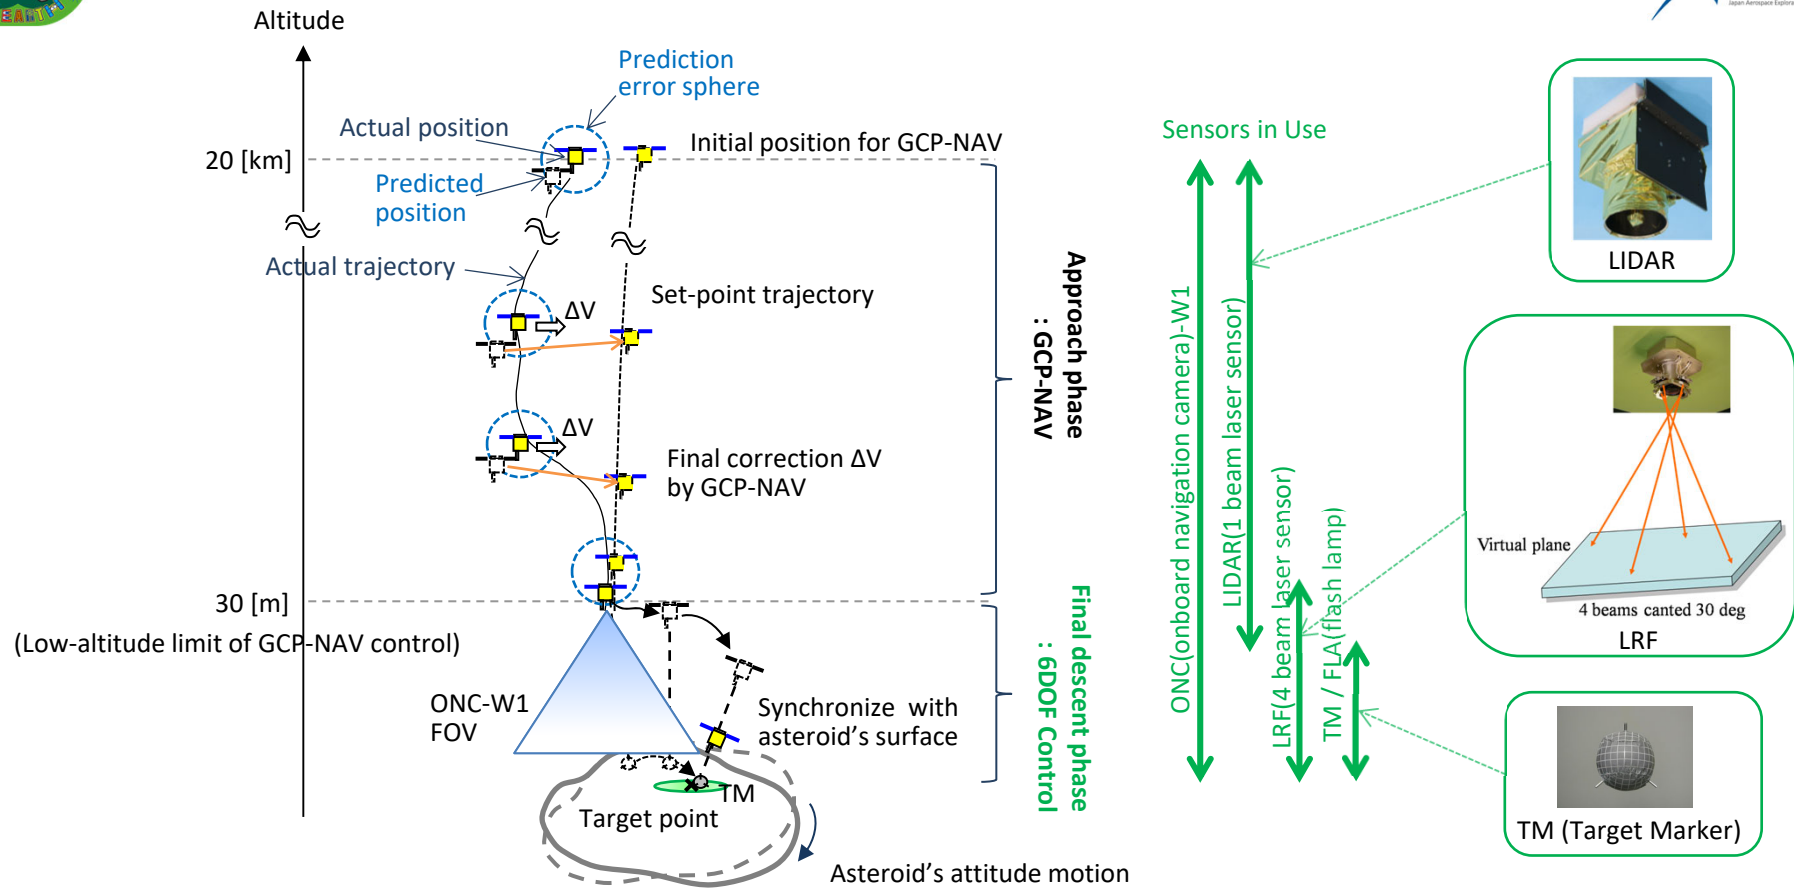 EARTH
Japan Aerospace Explora
Altitude
Prediction
error sphere
Actual position
Initial position for GCP-NAV
20 [km]
Predicted
position
Actual trajectory
ΔV
Set-point trajectory
ΔV
Final correction ΔV
by GCP-NAV
30 [m]
(Low-altitude limit of GCP-NAV control)
ONC-W1
FOV
Synchronize with
asteroid's surface
TM
Target point
Asteroid's attitude motion
Approach phase
: GCP-NAV
Final descent phase
: 6DOF Control
Sensors in Use
ONC(onboard navigation camera)-W1
LIDAR(1 beam laser sensor)
LRF(4 beam laser sensor)
TM / FLA(flash lamp)
LIDAR
Virtual plane
4 beams canted 30 deg
LRF
TM (Target Marker)